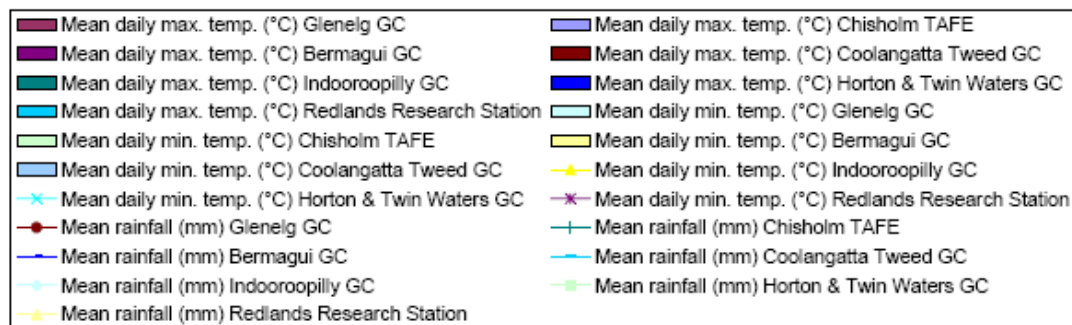 Mean daily max. temp. (°C) Glenelg GC Mean daily max. temp. (°C) Chisholm TAFE
Mean daily max. temp. (°C) Bermagui GC Mean daily max. temp. (°C) Coolangatta Tweed GC
Mean daily max. temp. (°C) Indooroopilly GC Mean daily max. temp. (°C) Horton & Twin Waters GC
Mean daily max. temp. (°C) Redlands Research Station Mean daily min. temp. (°C) Glenelg GC
Mean daily min. temp. (°C) Chisholm TAFE Mean daily min. temp. (°C) Bermagui GC
Mean daily min. temp. (°C) Coolangatta Tweed GC Mean daily min. temp. (°C) Indooroopilly GC
Mean daily min. temp. (°C) Horton & Twin Waters GC Mean daily min. temp. (°C) Redlands Research Station
Mean rainfall (mm) Glenelg GC Mean rainfall (mm) Chisholm TAFE
Mean rainfall (mm) Bermagui GC Mean rainfall (mm) Coolangatta Tweed GC
Mean rainfall (mm) Indooroopilly GC Mean rainfall (mm) Horton & Twin Waters GC
Mean rainfall (mm) Redlands Research Station